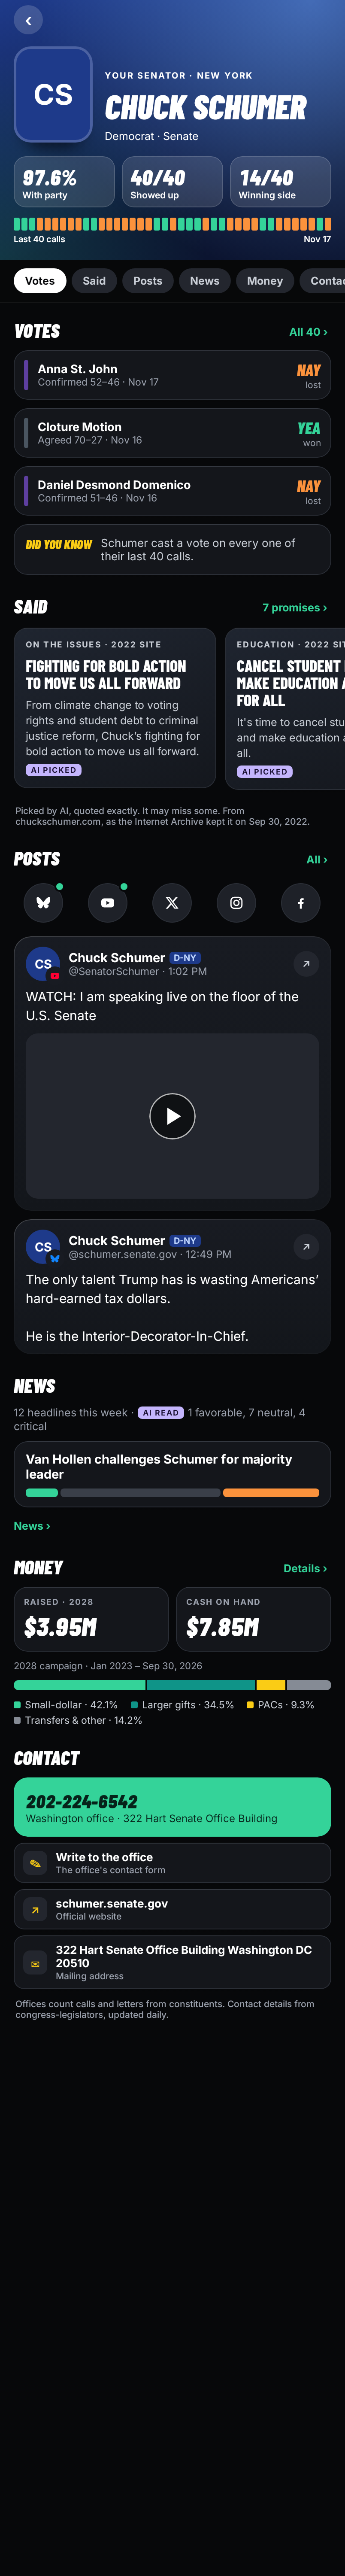 CS
YOUR SENATOR · NEW YORK
CHUCK SCHUMER
Democrat · Senate
97.6%
With party
40/40
Showed up
14/40
Winning side
Last 40 calls
Nov 17
Votes
Said
Posts
News
Money
Contac
VOTES
All 40 ›
Anna St. John
Confirmed 52–46 · Nov 17
NAY
lost
Cloture Motion
Agreed 70–27 · Nov 16
YEA
won
Daniel Desmond Domenico
Confirmed 51–46 · Nov 16
NAY
lost
DID YOU KNOW
Schumer cast a vote on every one of
their last 40 calls.
SAID
7 promises ›
ON THE ISSUES · 2022 SITE
FIGHTING FOR BOLD ACTION
TO MOVE US ALL FORWARD
From climate change to voting
rights and student debt to criminal
justice reform, Chuck’s fighting for
bold action to move us all forward.
AI PICKED
EDUCATION · 2022 SIT
CANCEL STUDENT
MAKE EDUCATION A
FOR ALL
It's time to cancel stu
and make education a
all.
AI PICKED
Picked by AI, quoted exactly. It may miss some. From
chuckschumer.com, as the Internet Archive kept it on Sep 30, 2022.
POSTS
All ›
CS
Chuck Schumer D-NY
@SenatorSchumer · 1:02 PM
WATCH: I am speaking live on the floor of the
U.S. Senate
CS
Chuck Schumer D-NY
@schumer.senate.gov · 12:49 PM
The only talent Trump has is wasting Americans’
hard-earned tax dollars.
He is the Interior-Decorator-In-Chief.
NEWS
12 headlines this week · AI READ 1 favorable, 7 neutral, 4
critical
Van Hollen challenges Schumer for majority
leader
News ›
MONEY
Details ›
RAISED · 2028
$3.95M
CASH ON HAND
$7.85M
2028 campaign · Jan 2023 – Sep 30, 2026
Small-dollar · 42.1%
Larger gifts · 34.5%
PACs · 9.3%
Transfers & other · 14.2%
CONTACT
202-224-6542
Washington office · 322 Hart Senate Office Building
Write to the office
The office's contact form
schumer.senate.gov
Official website
322 Hart Senate Office Building Washington DC
20510
Mailing address
Offices count calls and letters from constituents. Contact details from
congress-legislators, updated daily.